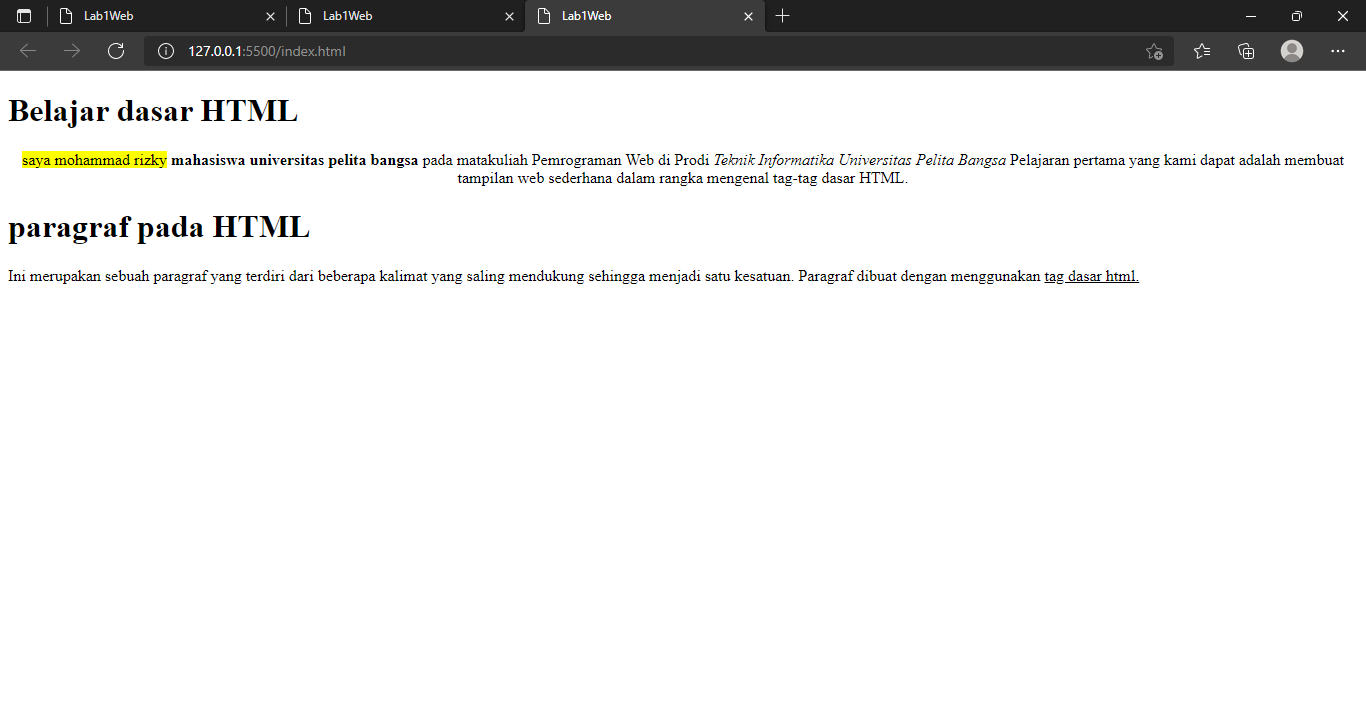 Lab1Web
Lab1Web
Lab1Web
127.0.0.1:5500/index.html
Belajar dasar HTML
saya mohammad rizky mahasiswa universitas pelita bangsa pada matakuliah Pemrograman Web di Prodi Teknik Informatika Universitas Pelita Bangsa Pelajaran pertama yang kami dapat adalah membuat
tampilan web sederhana dalam rangka mengenal tag-tag dasar HTML.
paragraf pada HTML
Ini merupakan sebuah paragraf yang terdiri dari beberapa kalimat yang saling mendukung sehingga menjadi satu kesatuan. Paragraf dibuat dengan menggunakan tag dasar html.